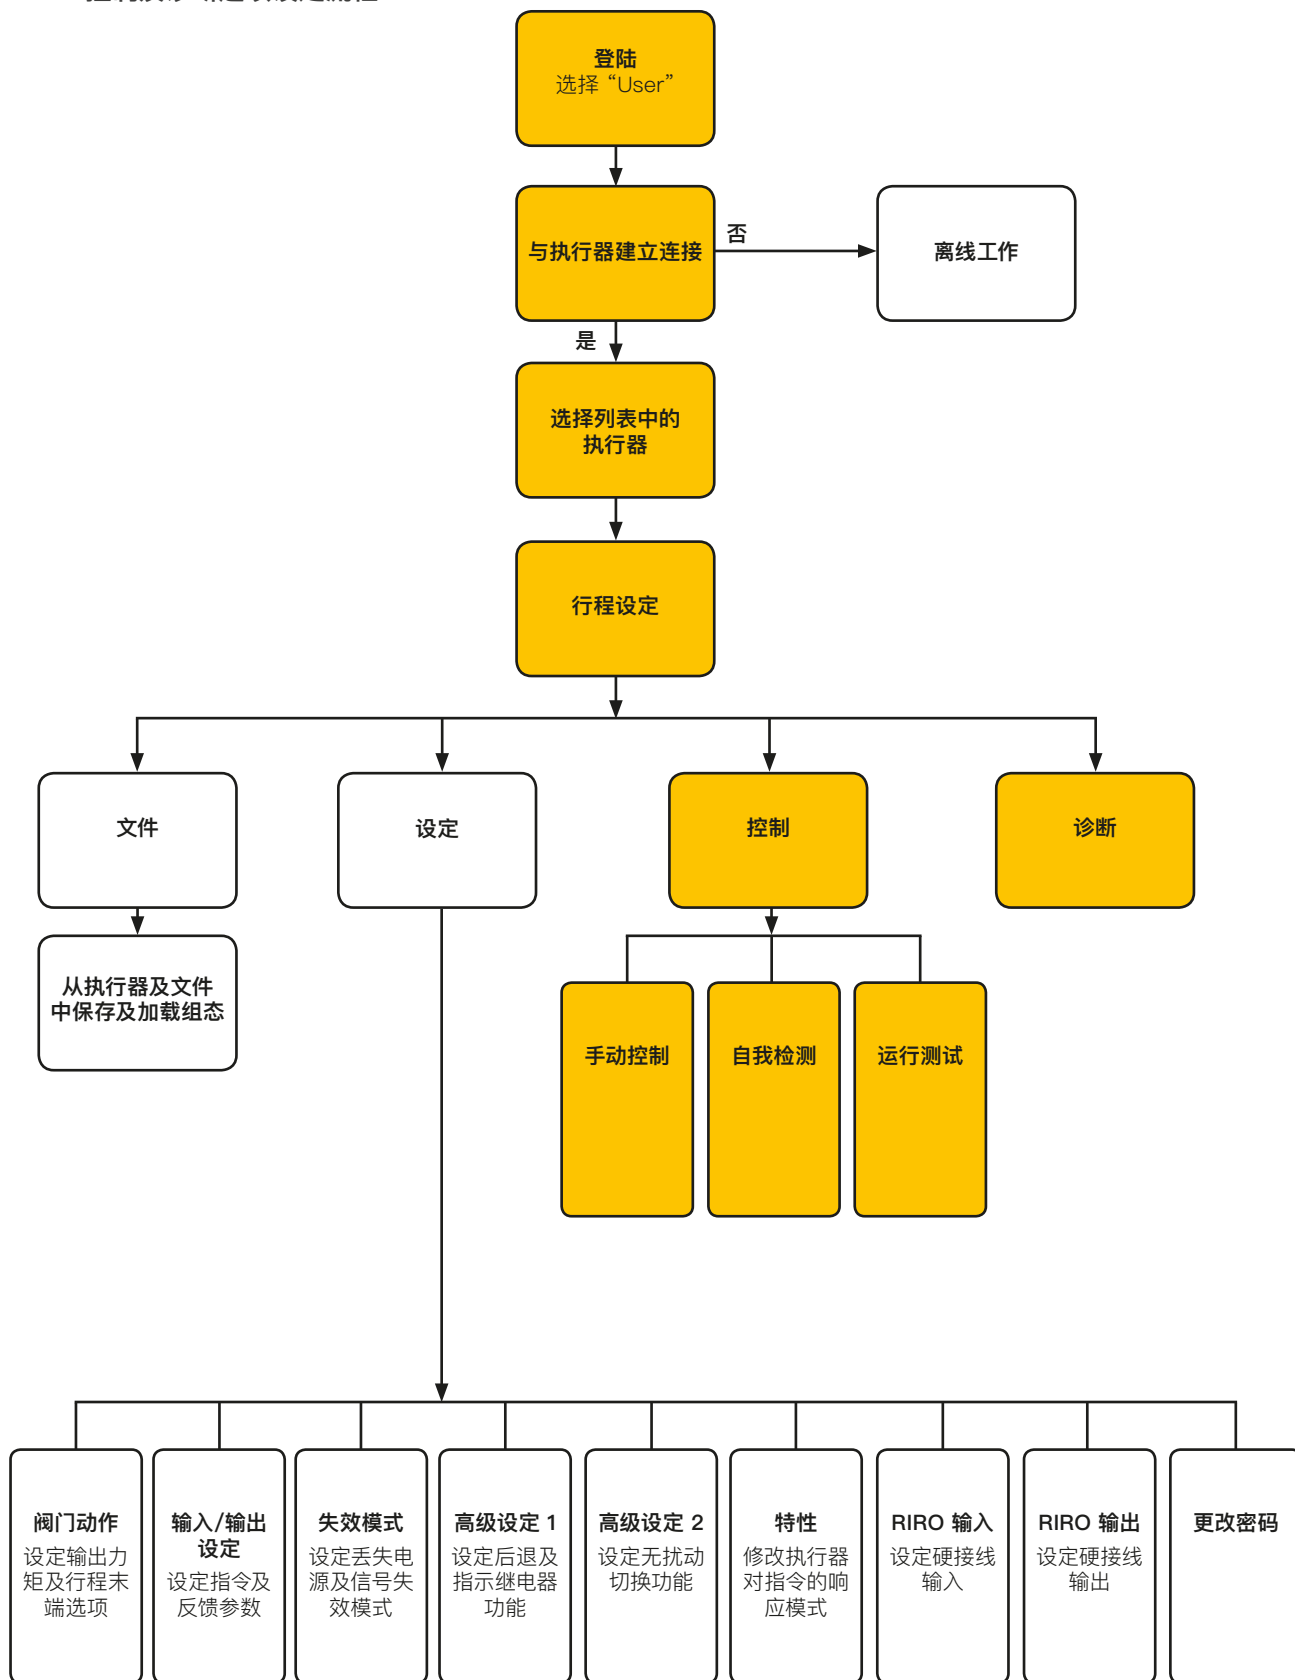 登陆
选择 “User”
与执行器建立连接
否
离线工作
是
选择列表中的
执行器
行程设定
文件
设定
控制
诊断
从执行器及文件
中保存及加载组态
手动控制
自我检测
运行测试
阀门动作
设定输出力
矩及行程末
端选项
输入/输出
设定
设定指令及
反馈参数
失效模式
设定丢失电
源及信号失
效模式
高级设定 1
设定后退及
指示继电器
功能
高级设定 2
设定无扰动
切换功能
特性
修改执行器
对指令的响
应模式
RIRO 输入
设定硬接线
输入
RIRO 输出
设定硬接线
输出
更改密码